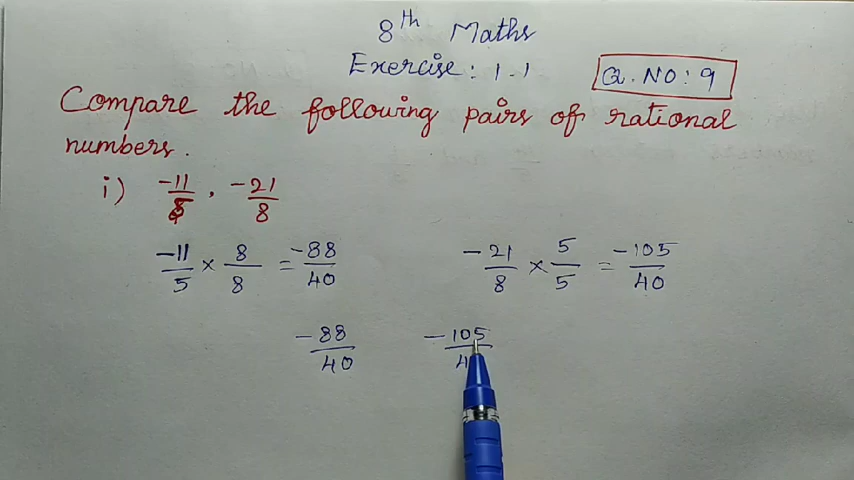 8th Maths
Exercise: 1.1
Q. NO: 9
Compare the following pairs of rational
numbers.
i) -11/5, -21/8
-11/5 × 8/8 = -88/40
-21/8 × 5/5 = -105/40
-88/40 -105/4